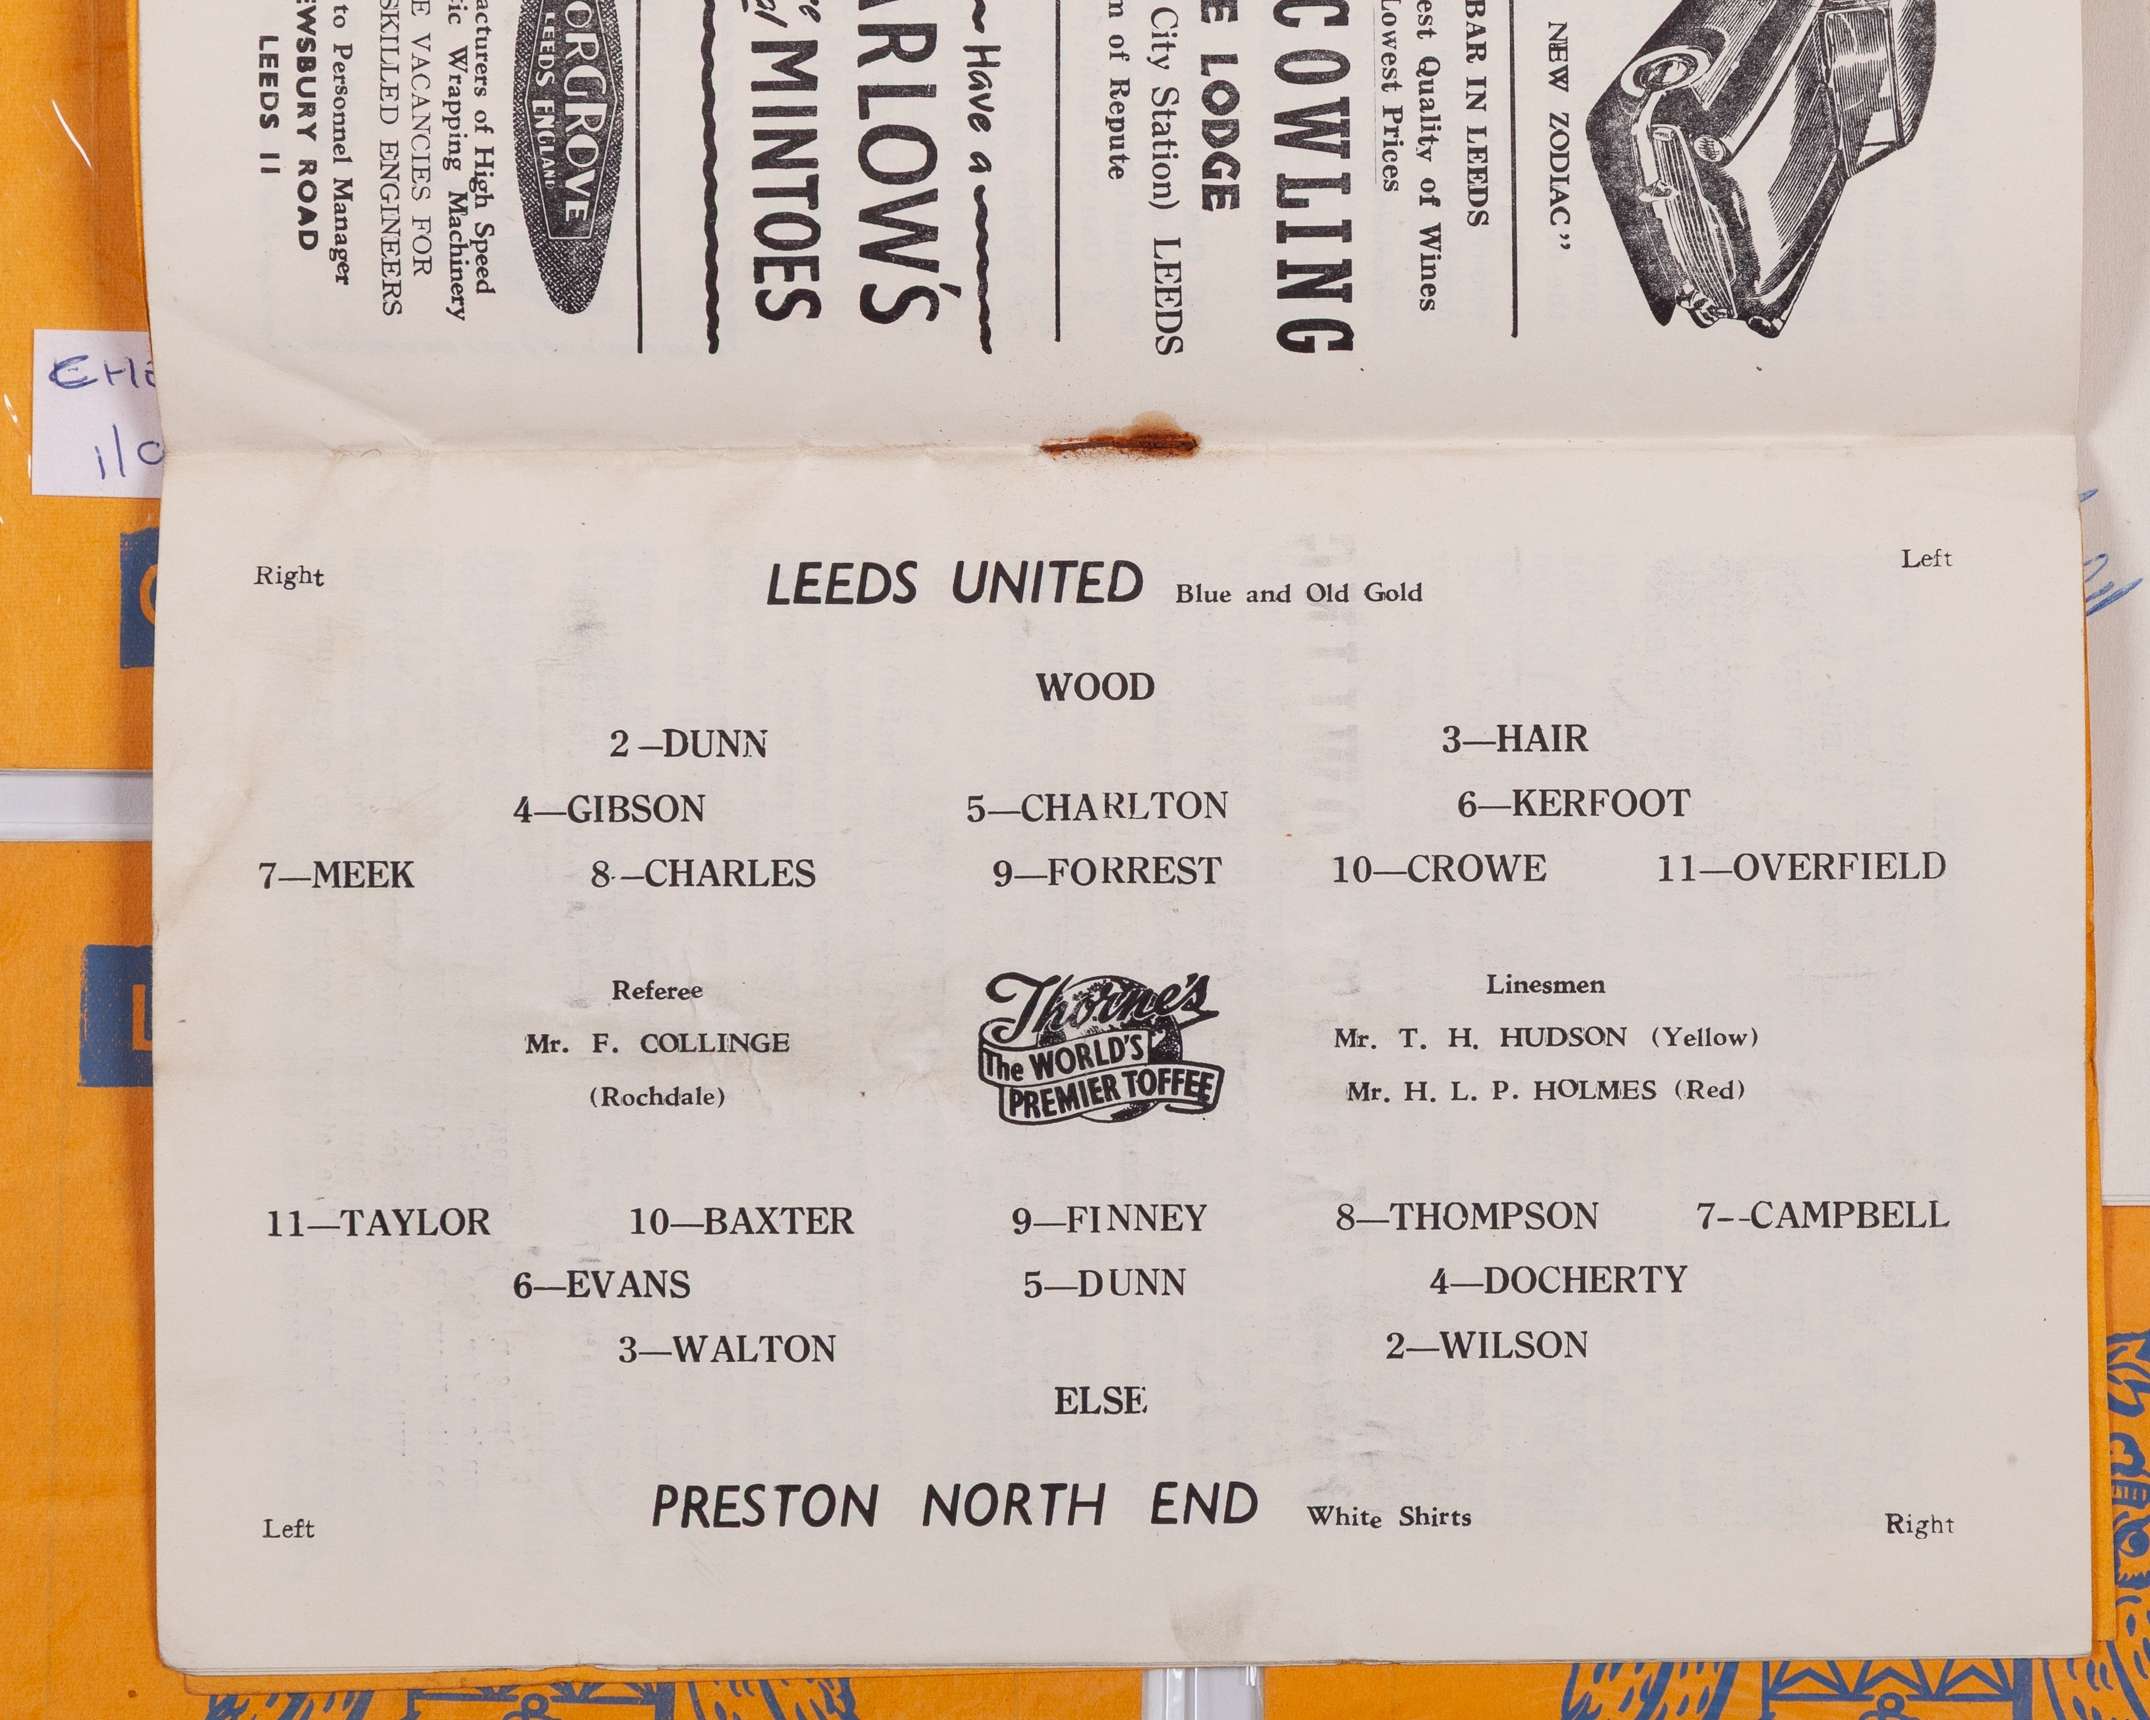 NEW ZODIAC”
BAR IN LEEDS
est Quality of Wines
Lowest Prices
COWLING
E LODGE
City Station) LEEDS
m of Repute
Have a
ARLOW'S
MINTOES
ORGROVE
LEEDS ENGLAND
acturers of High Speed
ic Wrapping Machinery
E VACANCIES FOR
SKILLED ENGINEERS
to Personnel Manager
EWSBURY ROAD
LEEDS 11
Right
Left
LEEDS UNITED Blue and Old Gold
WOOD
2—DUNN 3—HAIR
4—GIBSON 5—CHARLTON 6—KERFOOT
7—MEEK 8—CHARLES 9—FORREST 10—CROWE 11—OVERFIELD
Referee
Mr. F. COLLINGE
(Rochdale)
Thorne's
The WORLD'S
PREMIER TOFFEE
Linesmen
Mr. T. H. HUDSON (Yellow)
Mr. H. L. P. HOLMES (Red)
11—TAYLOR 10—BAXTER 9—FINNEY 8—THOMPSON 7--CAMPBELL
6—EVANS 5—DUNN 4—DOCHERTY
3—WALTON 2—WILSON
ELSE
PRESTON NORTH END White Shirts
Left
Right